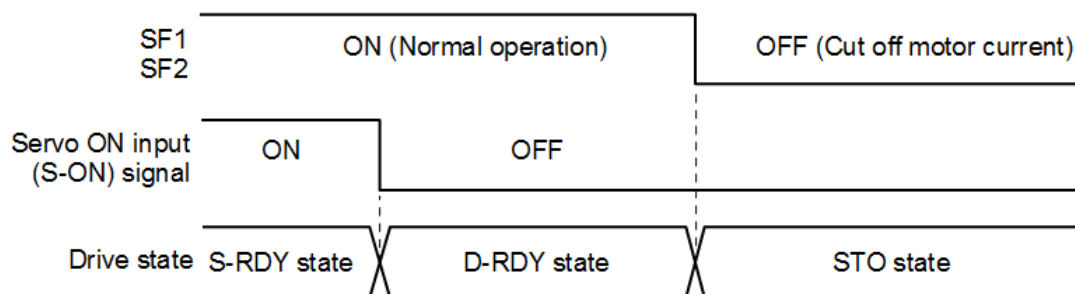 SF1
SF2
ON (Normal operation)
OFF (Cut off motor current)
Servo ON input
(S-ON) signal
ON
OFF
Drive state
S-RDY state
D-RDY state
STO state